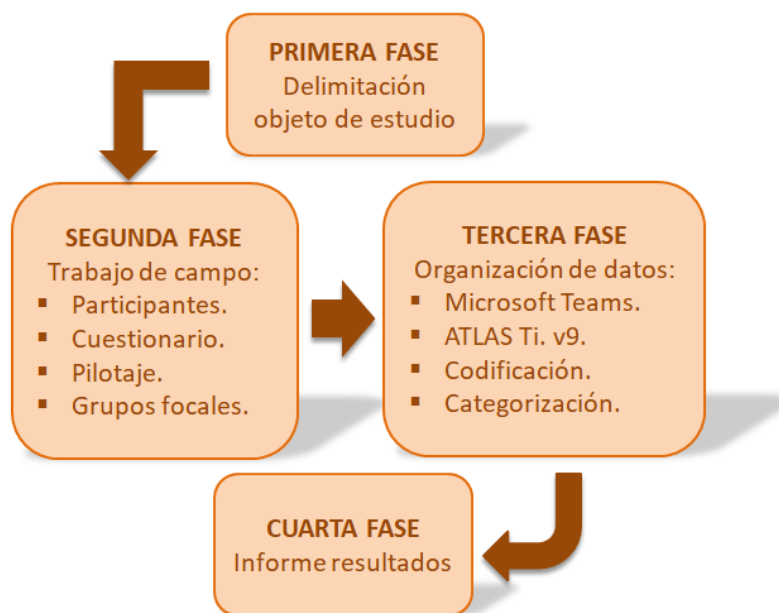 PRIMERA FASE
Delimitación
objeto de estudio
SEGUNDA FASE
Trabajo de campo:
▪ Participantes.
▪ Cuestionario.
▪ Pilotaje.
▪ Grupos focales.
TERCERA FASE
Organización de datos:
▪ Microsoft Teams.
▪ ATLAS Ti. v9.
▪ Codificación.
▪ Categorización.
CUARTA FASE
Informe resultados